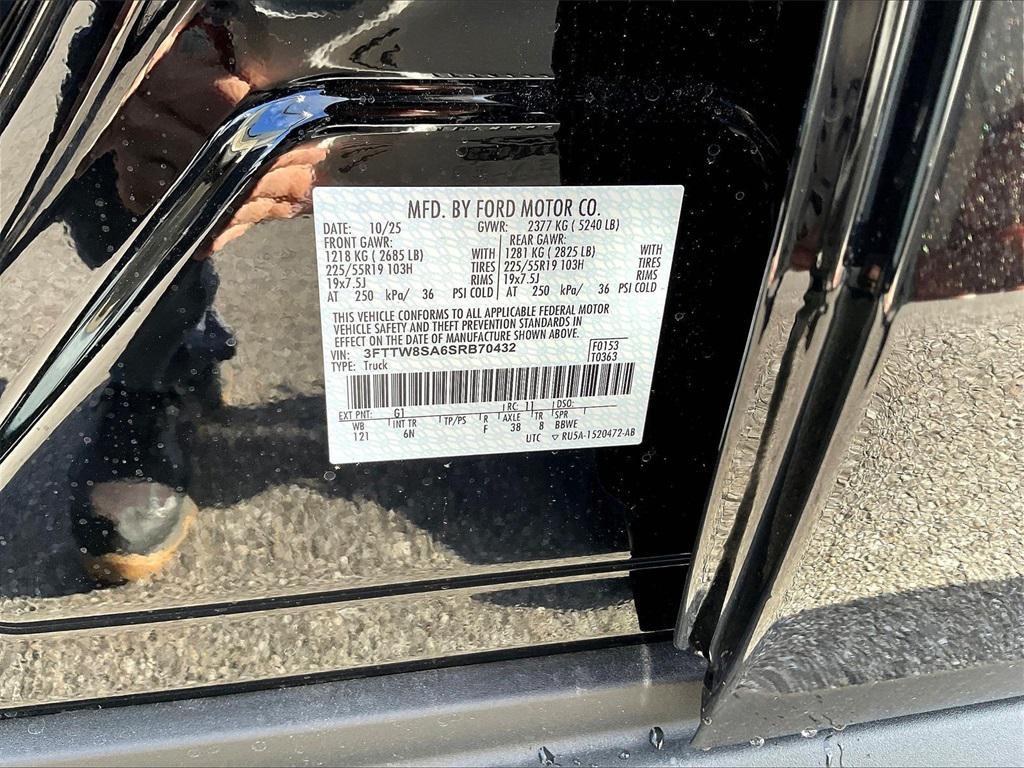 MFD. BY FORD MOTOR CO.
DATE: 10/25 GVWR: 2377 KG ( 5240 LB)
FRONT GAWR: REAR GAWR:
1218 KG ( 2685 LB) WITH 1281 KG ( 2825 LB) WITH
225/55R19 103H TIRES 225/55R19 103H TIRES
19x7.5J RIMS 19x7.5J RIMS
AT 250 kPa/ 36 PSI COLD AT 250 kPa/ 36 PSI COLD
THIS VEHICLE CONFORMS TO ALL APPLICABLE FEDERAL MOTOR
VEHICLE SAFETY AND THEFT PREVENTION STANDARDS IN
EFFECT ON THE DATE OF MANUFACTURE SHOWN ABOVE.
VIN: 3FTTW8SA6SRB70432 F0153
TYPE: Truck T0363
EXT PNT: G1 RC: 11 DSO:
WB INT TR TP/PS R AXLE TR SPR
121 6N F 38 8 BBWE
UTC ▽ RU5A-1520472-AB